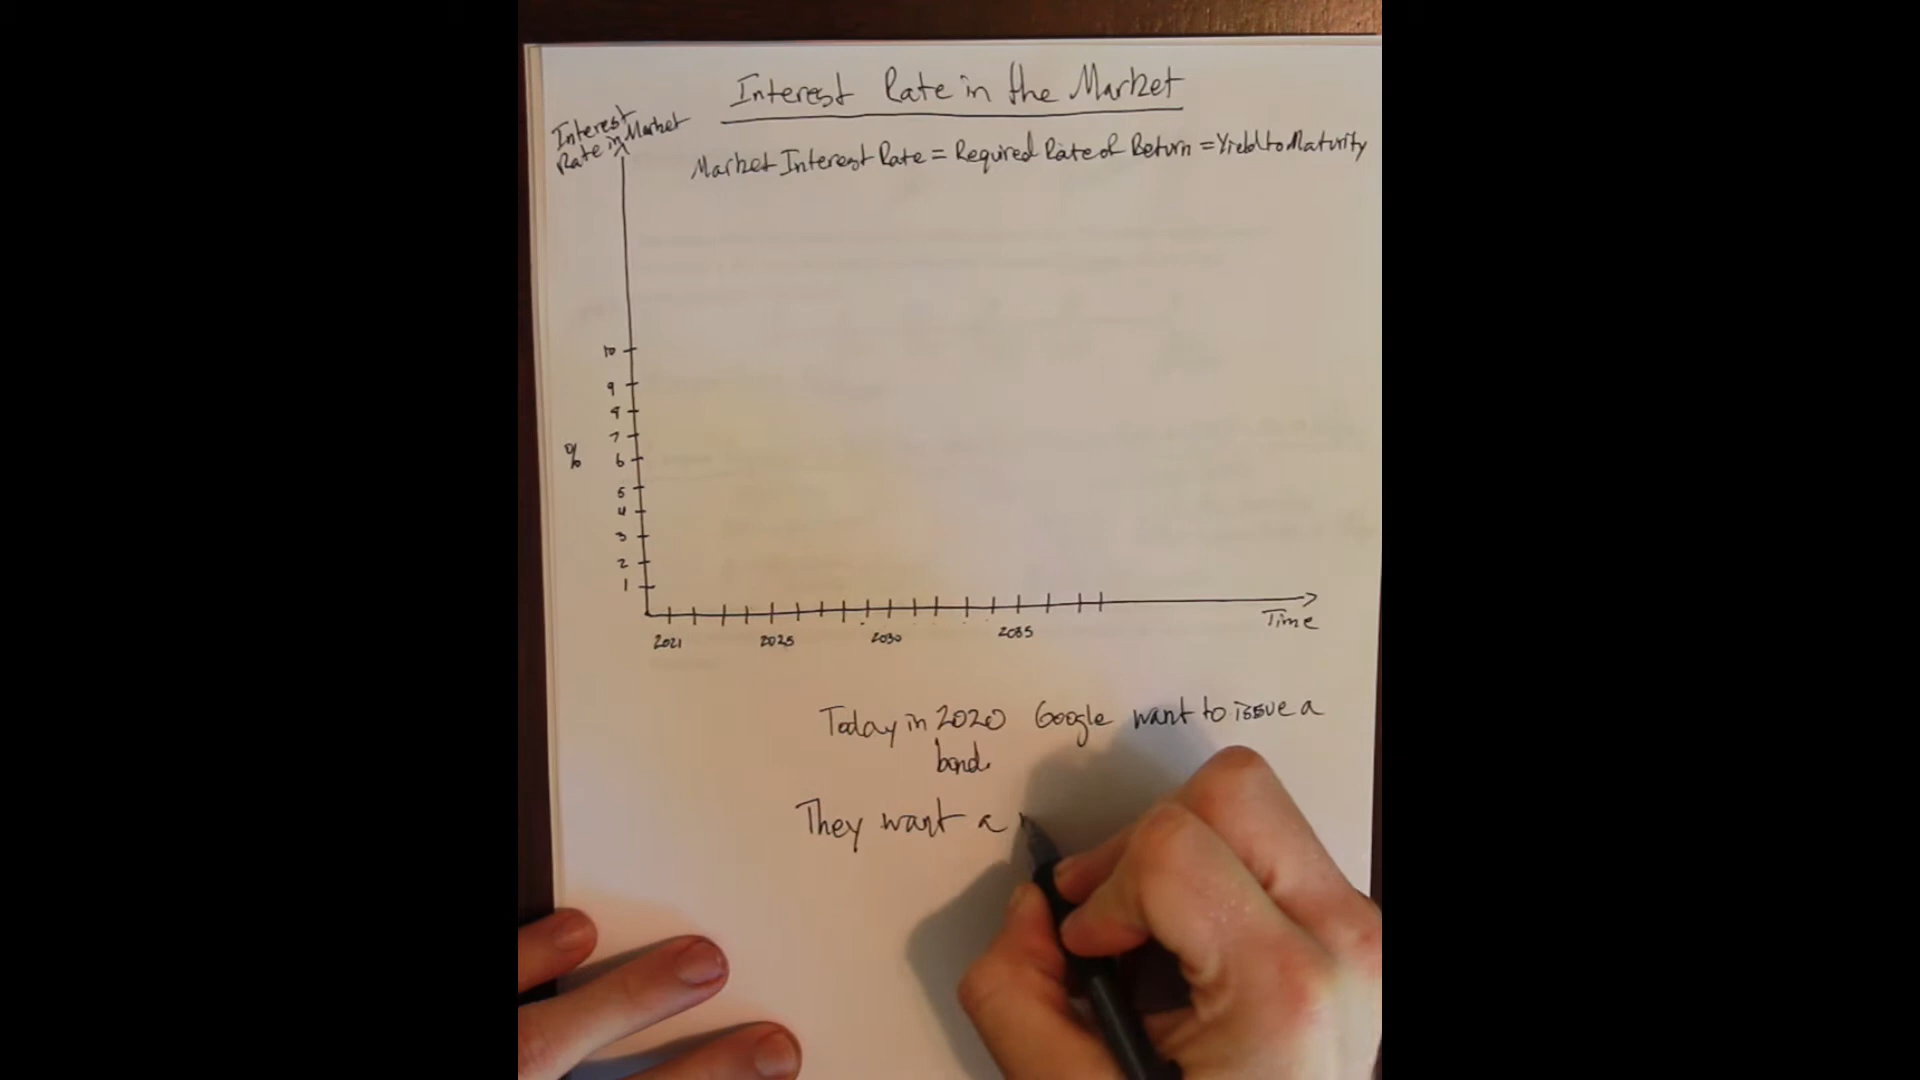 Interest Rate in the Market
Interest
Rate in Market
Market Interest Rate = Required Rate of Return = Yield to Maturity
10
9
8
7
%
6
5
4
3
2
1
2021
2025
2030
2035
Time
Today in 2020 Google want to issue a
bond.
They want a